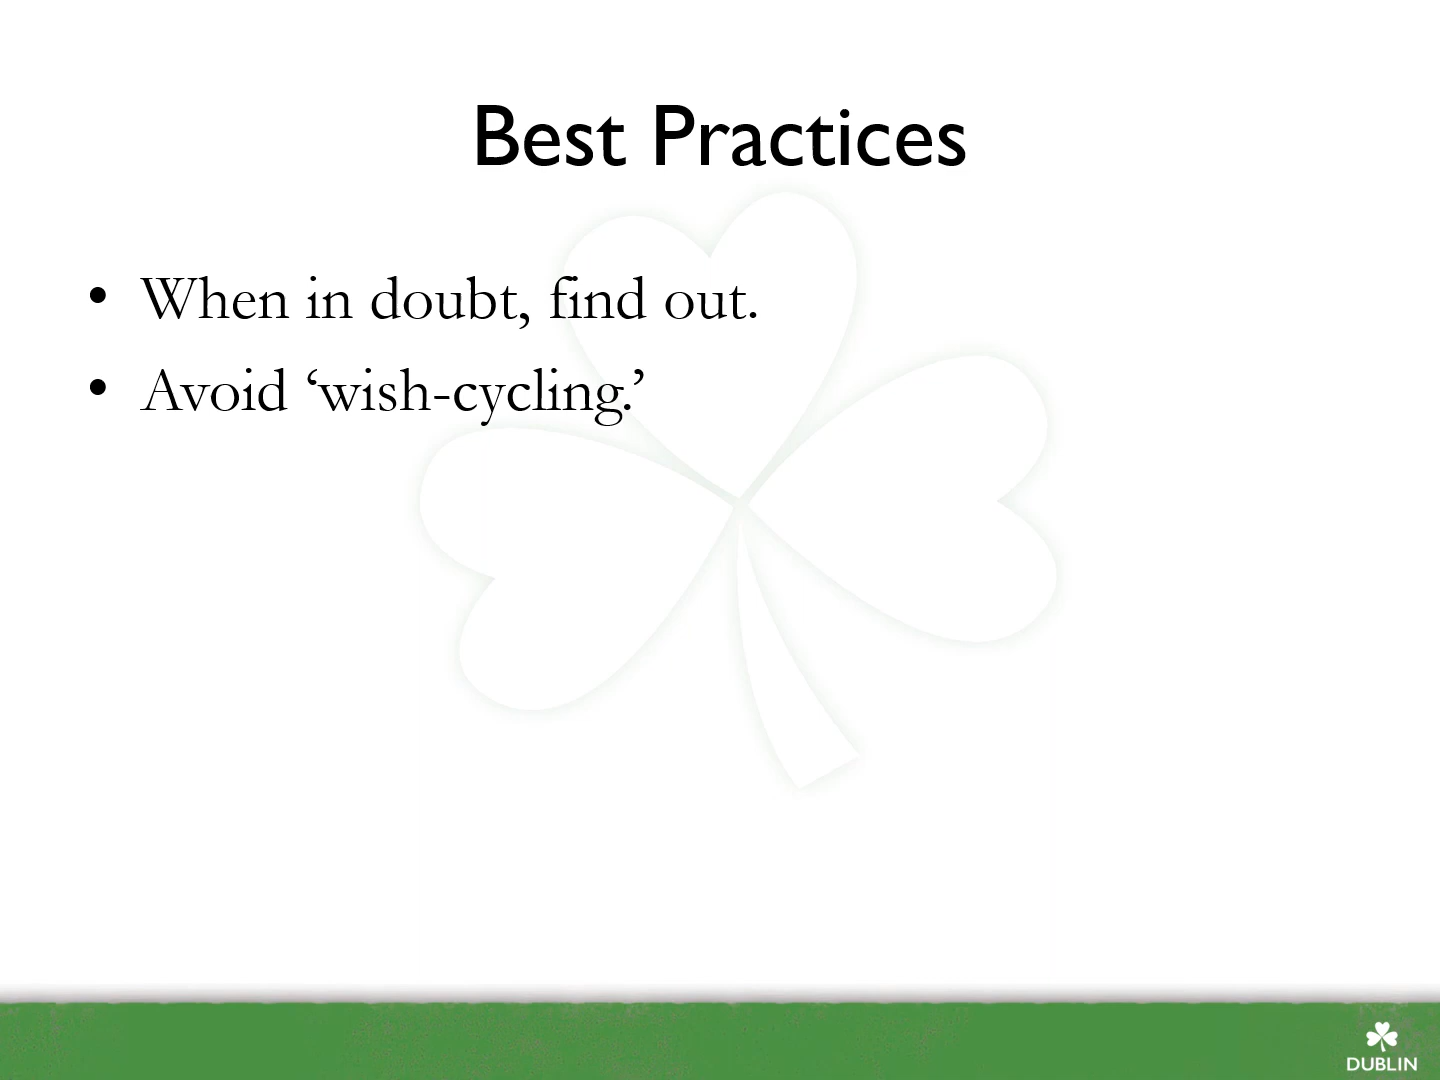 Best Practices
• When in doubt, find out.
• Avoid ‘wish-cycling.’
DUBLIN